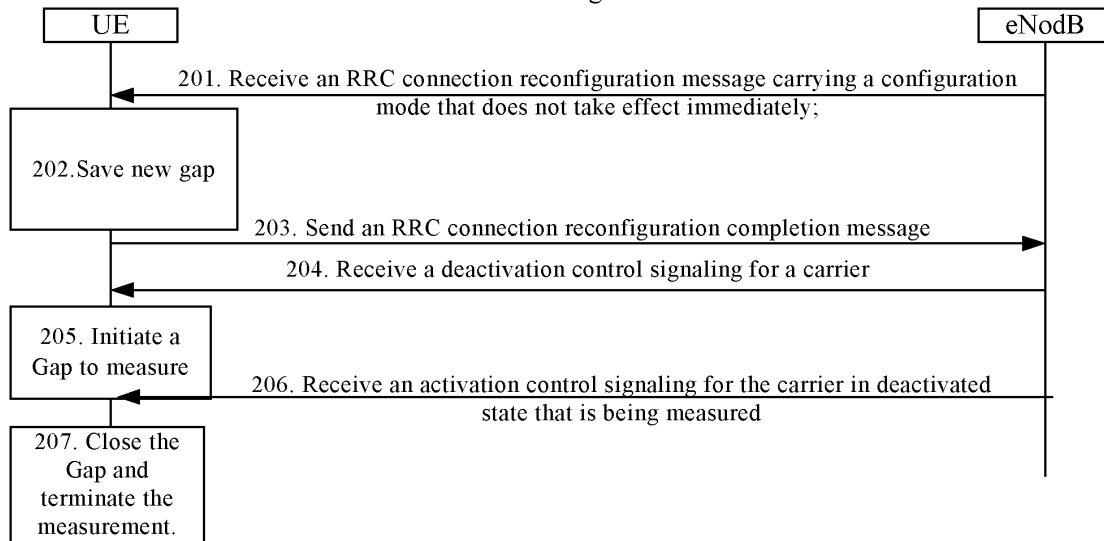 UE
eNodB
201. Receive an RRC connection reconfiguration message carrying a configuration
mode that does not take effect immediately;
202.Save new gap
203. Send an RRC connection reconfiguration completion message
204. Receive a deactivation control signaling for a carrier
205. Initiate a
Gap to measure
206. Receive an activation control signaling for the carrier in deactivated
state that is being measured
207. Close the
Gap and
terminate the
measurement.